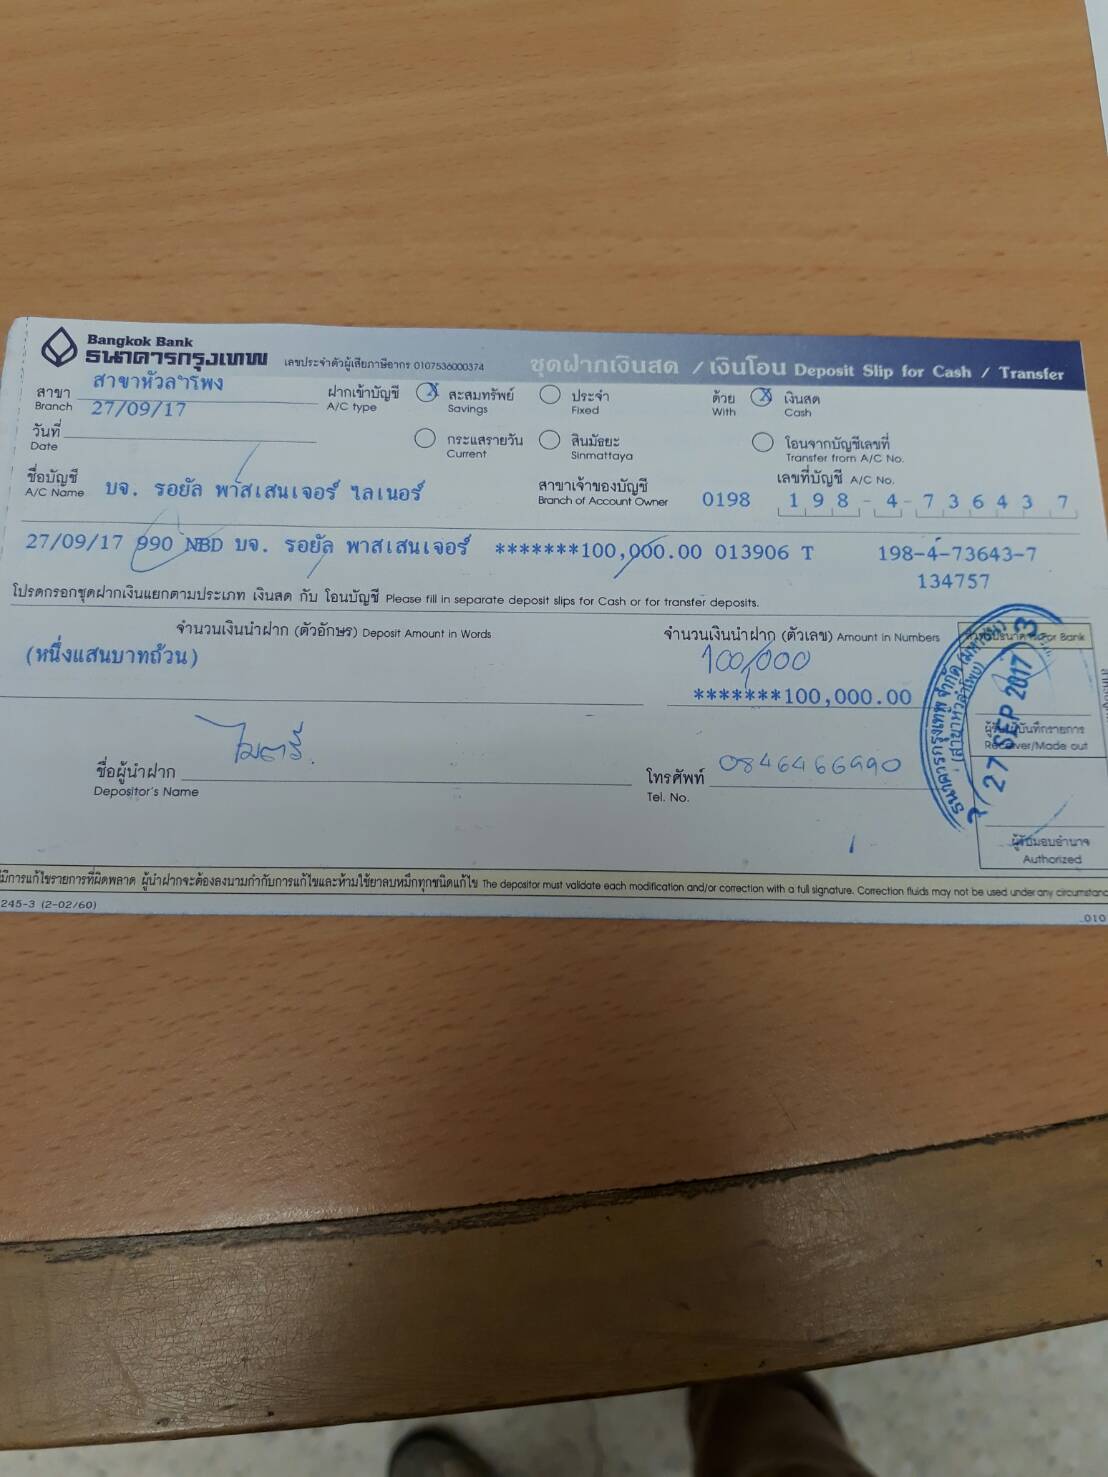 Bangkok Bank
ธนาคารกรุงเทพ
เลขประจำตัวผู้เสียภาษีอากร 0107536000374
ชุดฝากเงินสด / เงินโอน Deposit Slip for Cash / Transfer
สาขา สาขาหัวลำโพง
Branch 27/09/17
วันที่
Date
ฝากเข้าบัญชี X สะสมทรัพย์ ประจำ ด้วย X เงินสด
A/C type Savings Fixed With Cash
กระแสรายวัน สินมัธยะ โอนจากบัญชีเลขที่
Current Sinmattaya Transfer from A/C No.
ชื่อบัญชี บจ. รอยัล พาสเสนเจอร์ ไลเนอร์ สาขาเจ้าของบัญชี 0198 เลขที่บัญชี A/C No.
A/C Name Branch of Account Owner 198-4-73643 7
27/09/17 990 NBD บจ. รอยัล พาสเสนเจอร์ *******100,000.00 013906 T 198-4-73643-7
134757
โปรดกรอกชุดฝากเงินแยกตามประเภท เงินสด กับ โอนบัญชี Please fill in separate deposit slips for Cash or for transfer deposits.
จำนวนเงินนำฝาก (ตัวอักษร) Deposit Amount in Words จำนวนเงินนำฝาก (ตัวเลข) Amount in Numbers For Bank
(หนึ่งแสนบาทถ้วน) 100,000
*******100,000.00
ธนาคารกรุงเทพ จำกัด (มหาชน)
(สาขาหัวลำโพง)
27 SEP 2017 3
ผู้รับ/ผู้บันทึกรายการ
Receiver/Made out
ไมตรี.
ชื่อผู้นำฝาก โทรศัพท์ 0846466990
Depositor's Name Tel. No.
ผู้รับมอบอำนาจ
Authorized
มีการแก้ไขรายการที่ผิดพลาด ผู้นำฝากจะต้องลงนามกำกับการแก้ไขและห้ามใช้ยาลบหมึกทุกชนิดแก้ไข The depositor must validate each modification and/or correction with a full signature. Correction fluids may not be used under any circumstanc
245-3 (2-02/60) 010